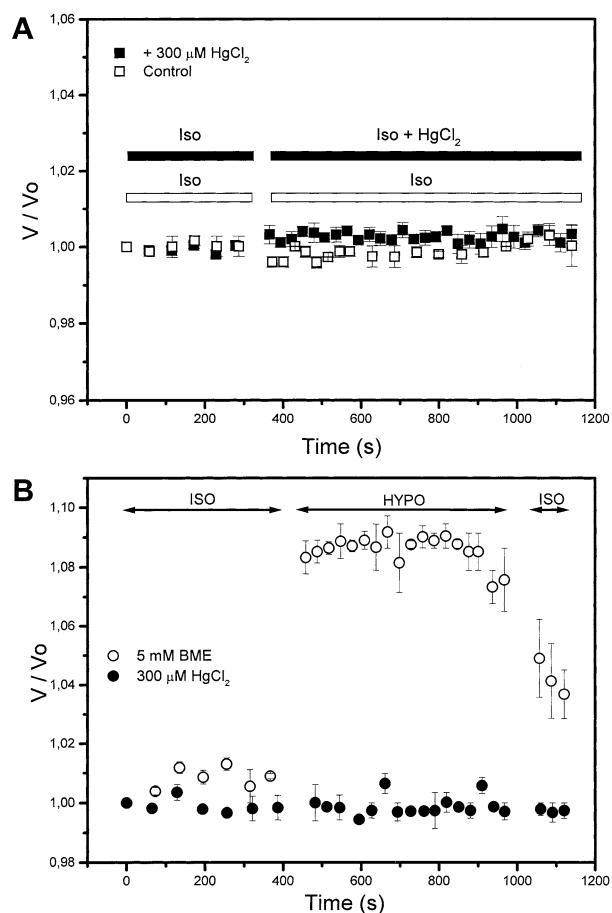 A
1,06
1,04
1,02
1,00
0,98
0,96
V / Vo
+ 300 μM HgCl2
Control
Iso
Iso + HgCl2
Iso
Iso
0
200
400
600
800
1000
1200
Time (s)
B
1,10
1,08
1,06
1,04
1,02
1,00
0,98
V / Vo
ISO
HYPO
ISO
5 mM BME
300 μM HgCl2
0
200
400
600
800
1000
1200
Time (s)